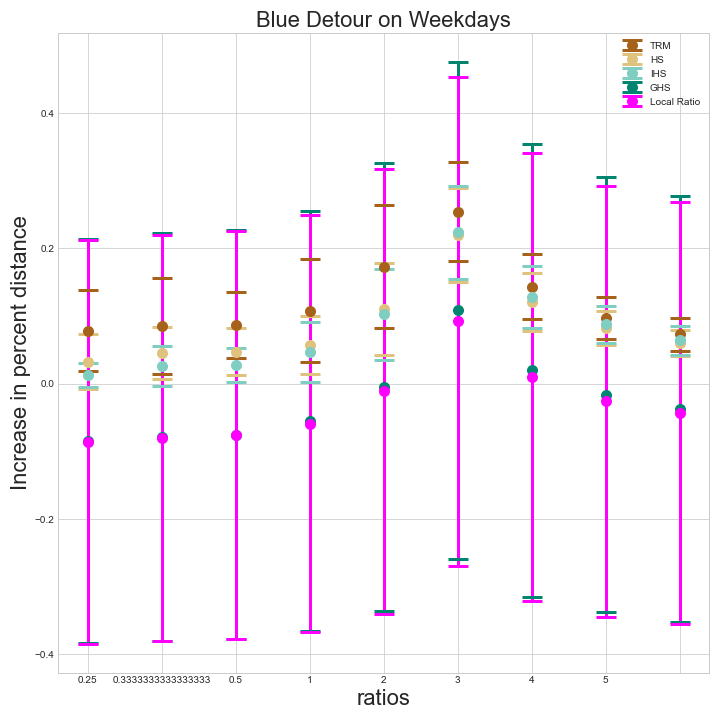 Blue Detour on Weekdays
TRM
HS
IHS
GHS
Local Ratio
Increase in percent distance
0.4
0.2
0.0
−0.2
−0.4
0.25
0.3333333333333333
0.5
1
2
3
4
5
ratios